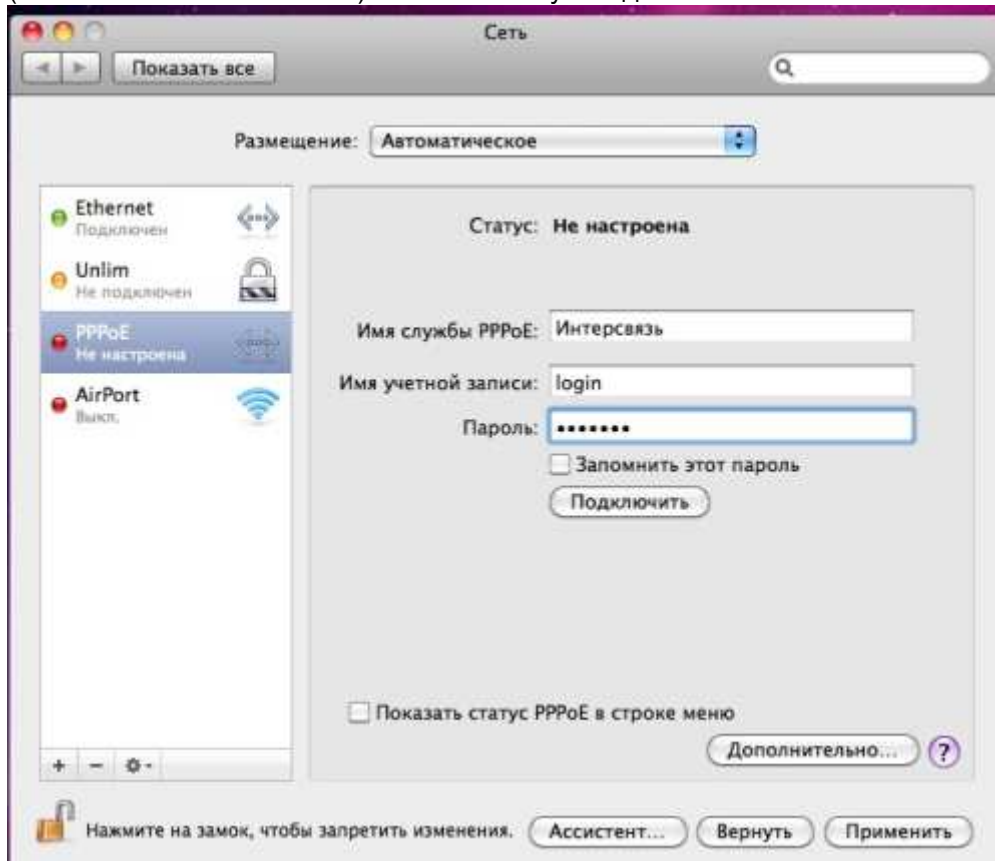 Сеть
Показать все
Размещение: Автоматическое
Ethernet
Подключен
Unlim
Не подключен
PPPoE
Не настроена
AirPort
Выкл.
Статус: Не настроена
Имя службы PPPoE: Интерсвязь
Имя учетной записи: login
Пароль: •••••••
Запомнить этот пароль
Подключить
Показать статус PPPoE в строке меню
Дополнительно... ?
+ −
Нажмите на замок, чтобы запретить изменения. Ассистент... Вернуть Применить